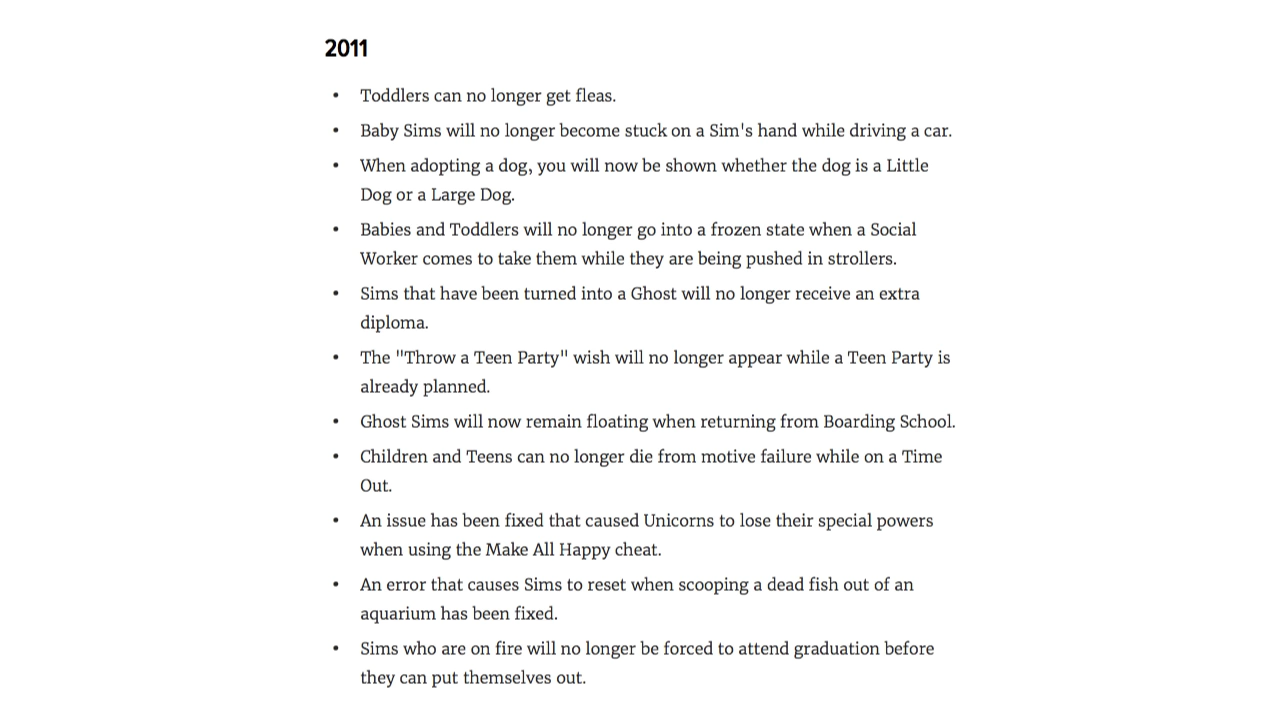 2011
• Toddlers can no longer get fleas.
• Baby Sims will no longer become stuck on a Sim's hand while driving a car.
• When adopting a dog, you will now be shown whether the dog is a Little
Dog or a Large Dog.
• Babies and Toddlers will no longer go into a frozen state when a Social
Worker comes to take them while they are being pushed in strollers.
• Sims that have been turned into a Ghost will no longer receive an extra
diploma.
• The "Throw a Teen Party" wish will no longer appear while a Teen Party is
already planned.
• Ghost Sims will now remain floating when returning from Boarding School.
• Children and Teens can no longer die from motive failure while on a Time
Out.
• An issue has been fixed that caused Unicorns to lose their special powers
when using the Make All Happy cheat.
• An error that causes Sims to reset when scooping a dead fish out of an
aquarium has been fixed.
• Sims who are on fire will no longer be forced to attend graduation before
they can put themselves out.